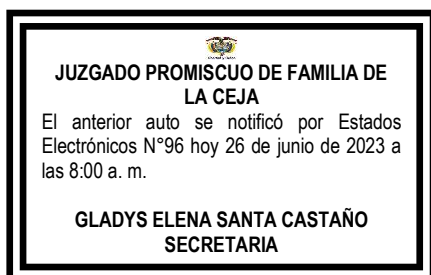 JUZGADO PROMISCUO DE FAMILIA DE
LA CEJA
El anterior auto se notificó por Estados
Electrónicos N°96 hoy 26 de junio de 2023 a
las 8:00 a. m.
GLADYS ELENA SANTA CASTAÑO
SECRETARIA